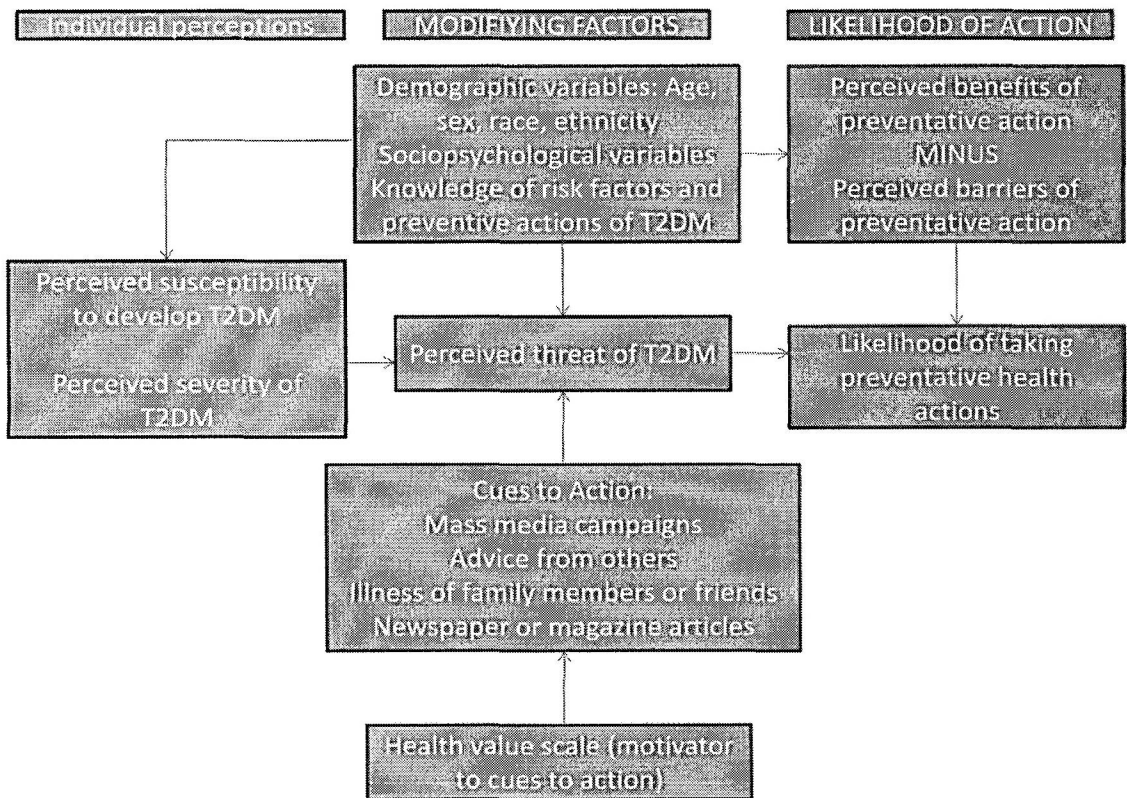 Individual perceptions
MODIFIYING FACTORS
LIKELIHOOD OF ACTION
Demographic variables: Age,
sex, race, ethnicity
Sociopsychological variables
Knowledge of risk factors and
preventive actions of T2DM
Perceived benefits of
preventative action
MINUS
Perceived barriers of
preventative action
Perceived susceptibility
to develop T2DM
Perceived severity of
T2DM
Perceived threat of T2DM
Likelihood of taking
preventative health
actions
Cues to Action:
Mass media campaigns
Advice from others
Illness of family members or friends
Newspaper or magazine articles
Health value scale (motivator
to cues to action)